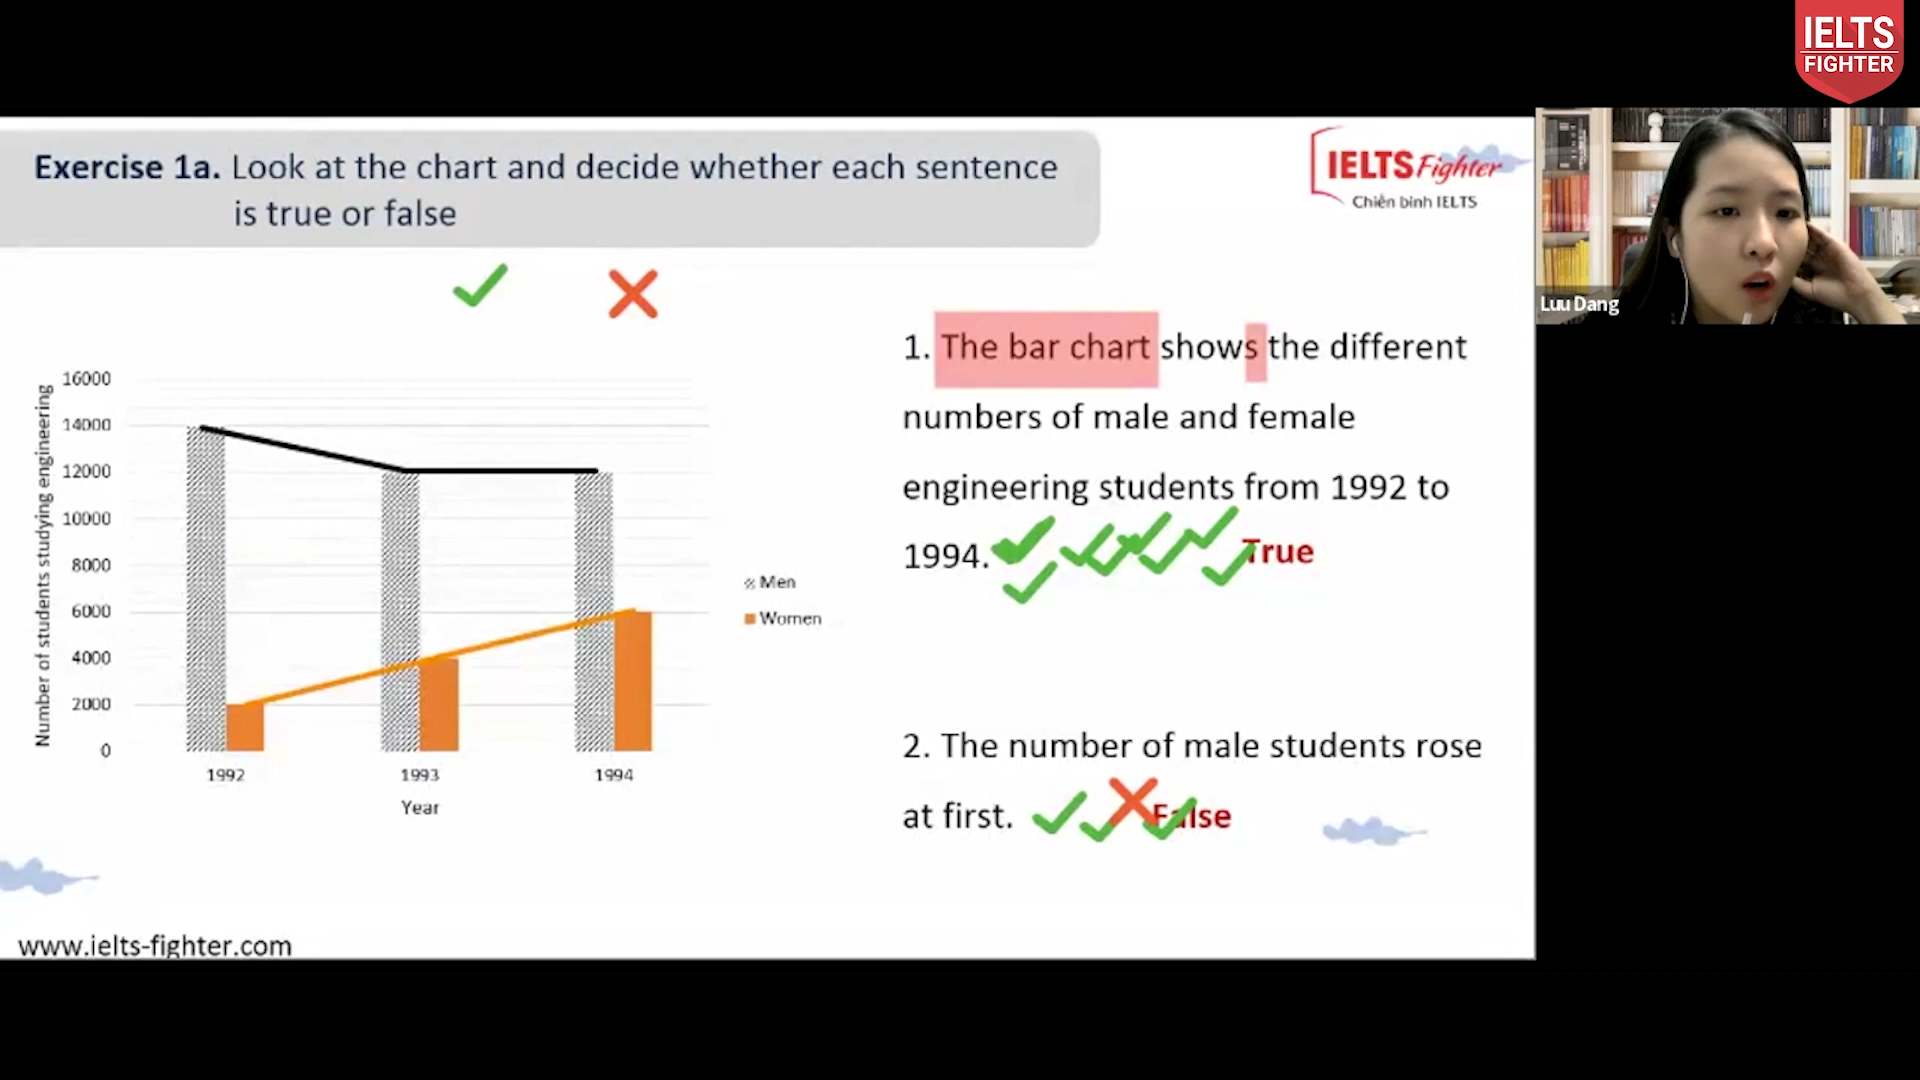 IELTS
FIGHTER
Exercise 1a. Look at the chart and decide whether each sentence
is true or false
IELTS Fighter
Chiến binh IELTS
Luu Dang
1. The bar chart shows the different
numbers of male and female
engineering students from 1992 to
1994. True
2. The number of male students rose
at first. False
Number of students studying engineering
16000
14000
12000
10000
8000
6000
4000
2000
0
1992 1993 1994
Year
Men
Women
www.ielts-fighter.com